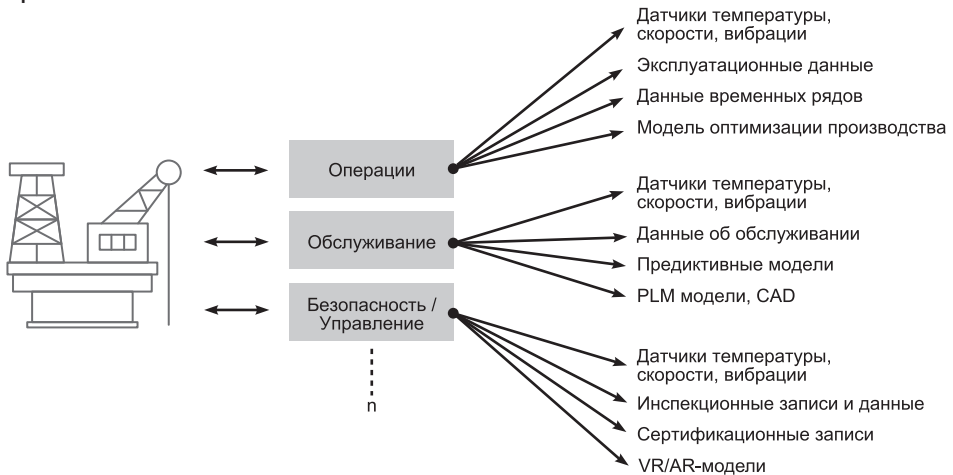 Датчики температуры,
скорости, вибрации
Эксплуатационные данные
Данные временных рядов
Модель оптимизации производства
Операции
Датчики температуры,
скорости, вибрации
Данные об обслуживании
Предиктивные модели
PLM модели, CAD
Обслуживание
Безопасность /
Управление
n
Датчики температуры,
скорости, вибрации
Инспекционные записи и данные
Сертификационные записи
VR/AR-модели